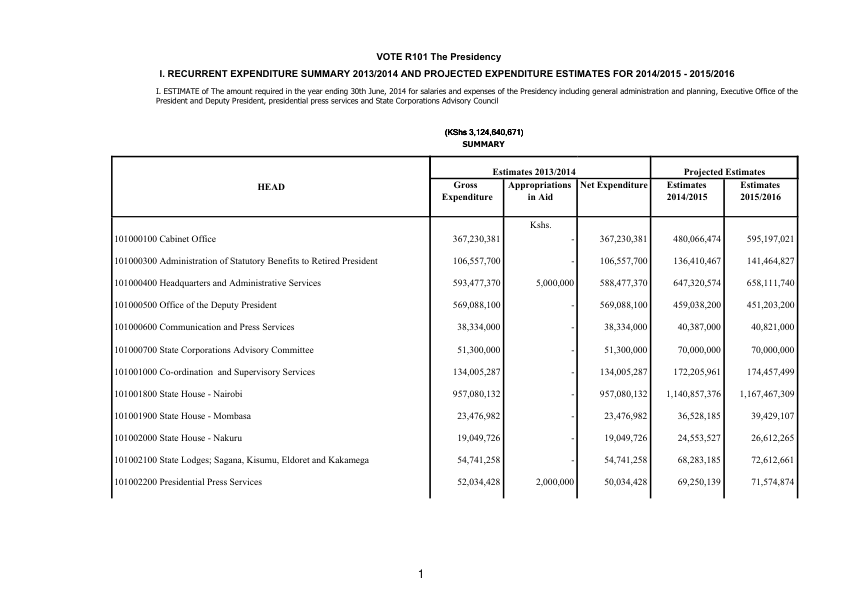 VOTE R101 The Presidency
I. RECURRENT EXPENDITURE SUMMARY 2013/2014 AND PROJECTED EXPENDITURE ESTIMATES FOR 2014/2015 - 2015/2016
I. ESTIMATE of The amount required in the year ending 30th June, 2014 for salaries and expenses of the Presidency including general administration and planning, Executive Office of the
President and Deputy President, presidential press services and State Corporations Advisory Council
(KShs 3,124,640,671)
SUMMARY
Estimates 2013/2014 Projected Estimates
HEAD Gross Expenditure Appropriations in Aid Net Expenditure Estimates 2014/2015 Estimates 2015/2016
Kshs.
101000100 Cabinet Office 367,230,381 - 367,230,381 480,066,474 595,197,021
101000300 Administration of Statutory Benefits to Retired President 106,557,700 - 106,557,700 136,410,467 141,464,827
101000400 Headquarters and Administrative Services 593,477,370 5,000,000 588,477,370 647,320,574 658,111,740
101000500 Office of the Deputy President 569,088,100 - 569,088,100 459,038,200 451,203,200
101000600 Communication and Press Services 38,334,000 - 38,334,000 40,387,000 40,821,000
101000700 State Corporations Advisory Committee 51,300,000 - 51,300,000 70,000,000 70,000,000
101001000 Co-ordination and Supervisory Services 134,005,287 - 134,005,287 172,205,961 174,457,499
101001800 State House - Nairobi 957,080,132 - 957,080,132 1,140,857,376 1,167,467,309
101001900 State House - Mombasa 23,476,982 - 23,476,982 36,528,185 39,429,107
101002000 State House - Nakuru 19,049,726 - 19,049,726 24,553,527 26,612,265
101002100 State Lodges; Sagana, Kisumu, Eldoret and Kakamega 54,741,258 - 54,741,258 68,283,185 72,612,661
101002200 Presidential Press Services 52,034,428 2,000,000 50,034,428 69,250,139 71,574,874
1